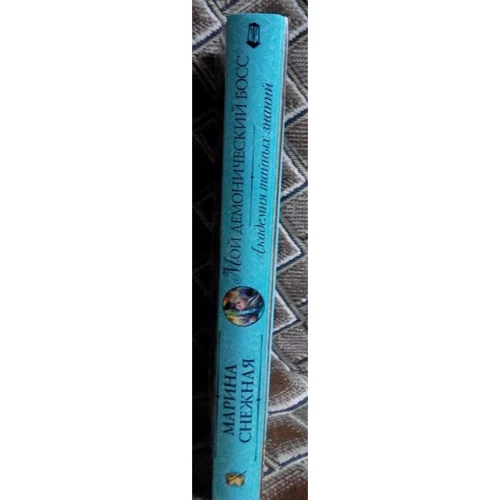 МАРИНА
СНЕЖНАЯ
МОЙ ДЕМОНИЧЕСКИЙ БОСС
Академия тайных знаний